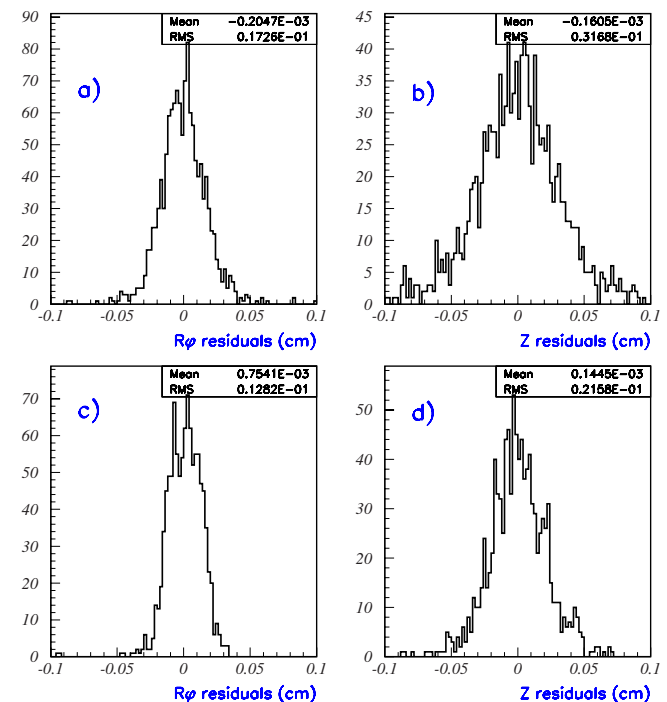 Mean -0.2047E-03
RMS 0.1726E-01
a)
90
80
70
60
50
40
30
20
10
0
-0.1 -0.05 0 0.05 0.1
Rφ residuals (cm)
Mean -0.1605E-03
RMS 0.3168E-01
b)
45
40
35
30
25
20
15
10
5
0
-0.1 -0.05 0 0.05 0.1
Z residuals (cm)
Mean 0.7541E-03
RMS 0.1282E-01
c)
70
60
50
40
30
20
10
0
-0.1 -0.05 0 0.05 0.1
Rφ residuals (cm)
Mean 0.1445E-03
RMS 0.2158E-01
d)
50
40
30
20
10
0
-0.1 -0.05 0 0.05 0.1
Z residuals (cm)